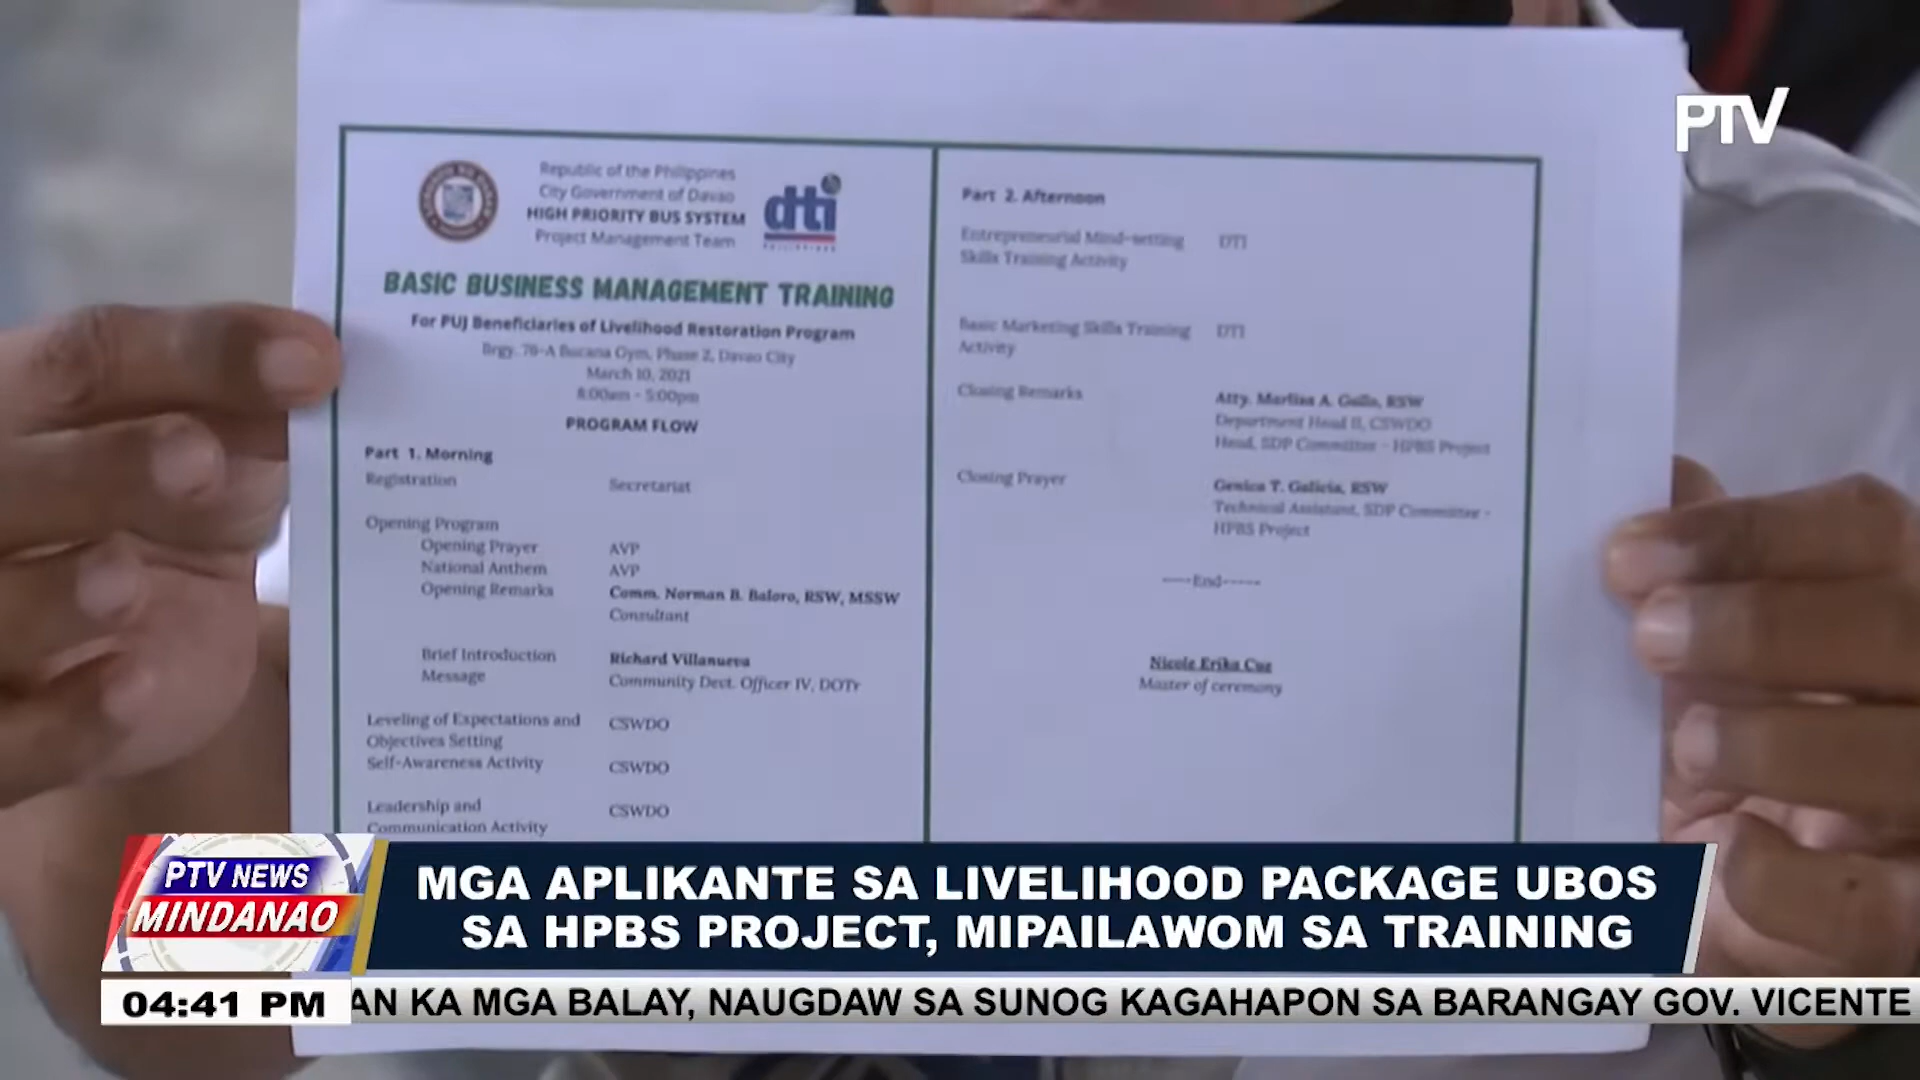 PTV
Republic of the Philippines
City Government of Davao
HIGH PRIORITY BUS SYSTEM
Project Management Team
dti
PHILIPPINES
BASIC BUSINESS MANAGEMENT TRAINING
For PUJ Beneficiaries of Livelihood Restoration Program
Brgy. 76-A Bucana Gym, Phase 2, Davao City
March 10, 2021
8:00am - 5:00pm
PROGRAM FLOW
Part 1. Morning
Registration Secretariat
Opening Program
Opening Prayer AVP
National Anthem AVP
Opening Remarks Comm. Norman B. Baloro, RSW, MSSW
Consultant
Brief Introduction Richard Villanueva
Message Community Devt. Officer IV, DOTr
Leveling of Expectations and CSWDO
Objectives Setting
Self-Awareness Activity CSWDO
Leadership and CSWDO
Communication Activity
Part 2. Afternoon
Entrepreneurial Mind-setting DTI
Skills Training Activity
Basic Marketing Skills Training DTI
Activity
Closing Remarks Atty. Marlisa A. Gallo, RSW
Department Head II, CSWDO
Head, SDP Committee - HPBS Project
Closing Prayer Genica T. Galicia, RSW
Technical Assistant, SDP Committee -
HPBS Project
-----End-----
Nicole Erika Cue
Master of ceremony
PTV NEWS
MINDANAO
MGA APLIKANTE SA LIVELIHOOD PACKAGE UBOS
SA HPBS PROJECT, MIPAILAWOM SA TRAINING
04:41 PM
AN KA MGA BALAY, NAUGDAW SA SUNOG KAGAHAPON SA BARANGAY GOV. VICENTE